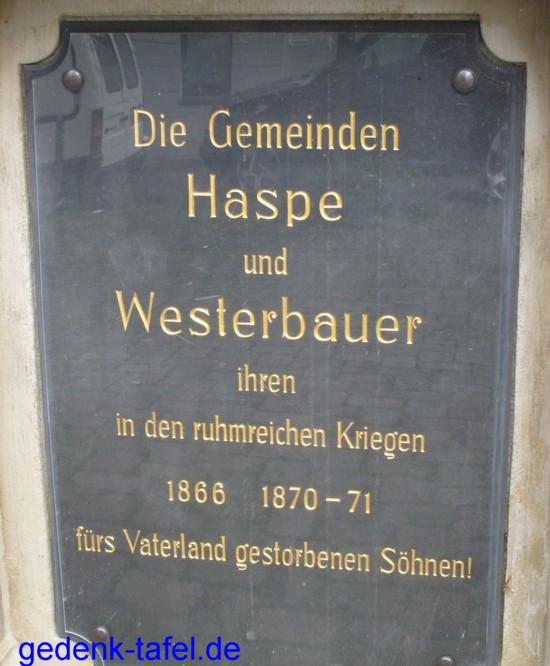 Die Gemeinden
Haspe
und
Westerbauer
ihren
in den ruhmreichen Kriegen
1866 1870-71
fürs Vaterland gestorbenen Söhnen!
gedenk-tafel.de